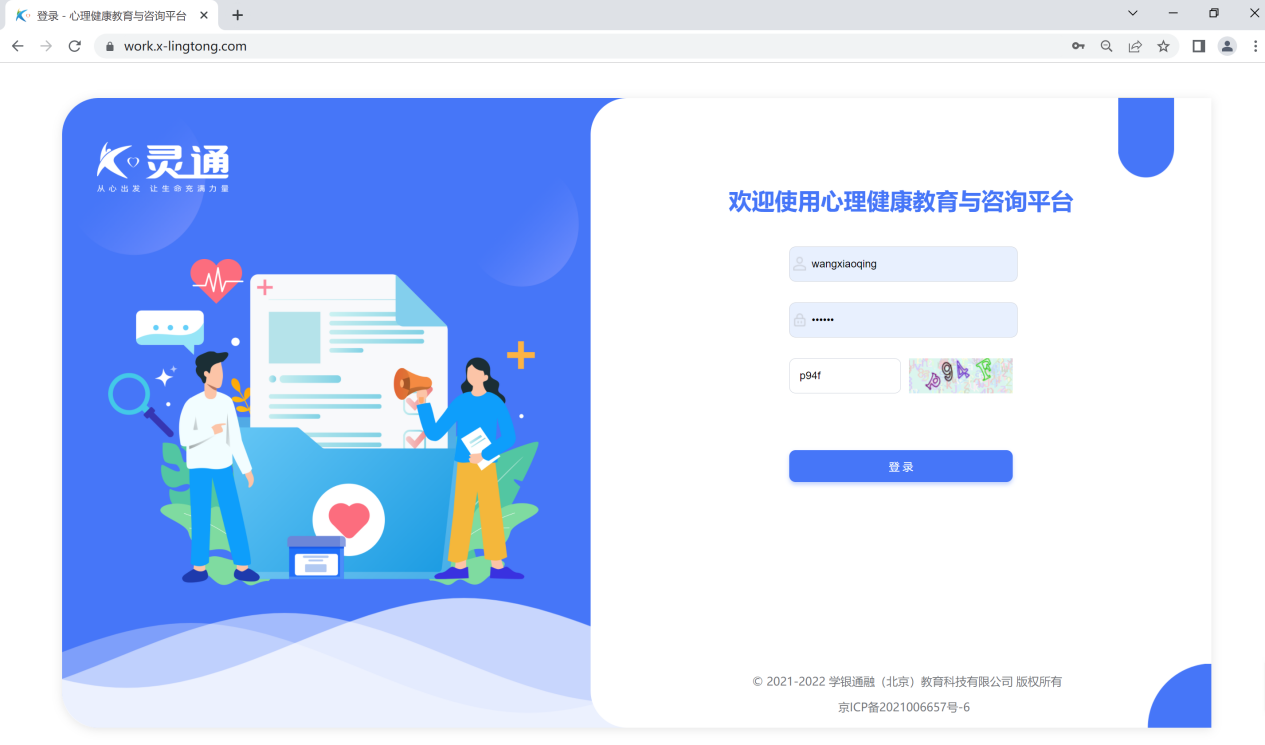 登录 - 心理健康教育与咨询平台
work.x-lingtong.com
灵通
从心出发 让生命充满力量
欢迎使用心理健康教育与咨询平台
wangxiaoqing
••••••
p94f
p94F
登录
© 2021-2022 学银通融（北京）教育科技有限公司 版权所有
京ICP备2021006657号-6